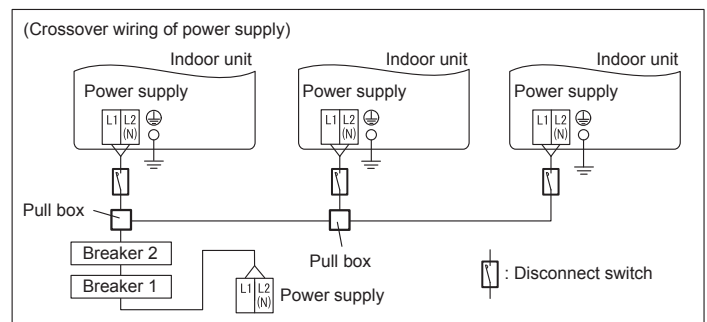 (Crossover wiring of power supply)
Indoor unit
Indoor unit
Indoor unit
Power supply
Power supply
Power supply
L1 L2 (N)
L1 L2 (N)
L1 L2 (N)
Pull box
Pull box
Breaker 2
Breaker 1
L1 L2 (N)
Power supply
: Disconnect switch